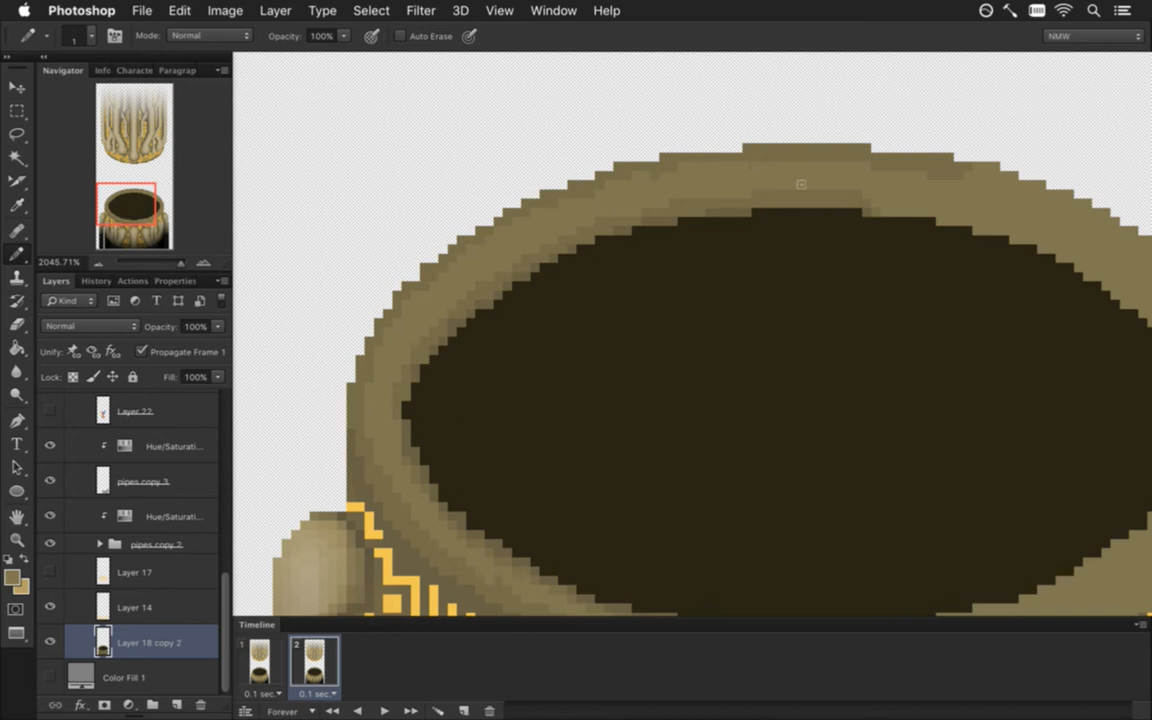 Photoshop File Edit Image Layer Type Select Filter 3D View Window Help
1 Mode: Normal Opacity: 100% Auto Erase NMW
Navigator Info Characte Paragrap
2045.71%
Layers History Actions Properties
Kind
Normal Opacity: 100%
Unify: Propagate Frame 1
Lock: Fill: 100%
Layer 22
Hue/Saturati...
pipes copy 3
Hue/Saturati...
pipes copy 2
Layer 17
Layer 14
Layer 18 copy 2
Color Fill 1
Timeline
1 2
0.1 sec. 0.1 sec.
Forever